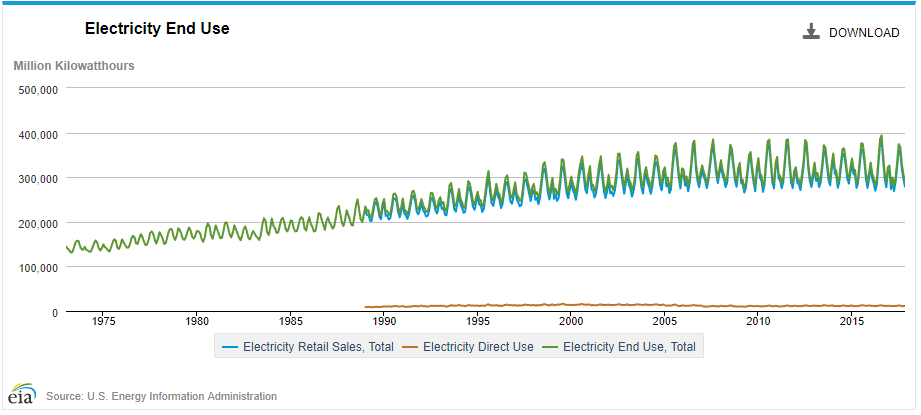 Electricity End Use
DOWNLOAD
Million Kilowatthours
500,000
400,000
300,000
200,000
100,000
0
1975 1980 1985 1990 1995 2000 2005 2010 2015
Electricity Retail Sales, Total Electricity Direct Use Electricity End Use, Total
eia Source: U.S. Energy Information Administration